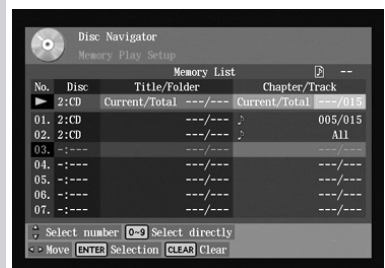 Disc Navigator
Memory Play Setup
Memory List ♪ --
No. Disc Title/Folder Chapter/Track
► 2:CD Current/Total ---/--- Current/Total ---/015
01. 2:CD ---/--- ♪ 005/015
02. 2:CD ---/--- ♪ All
03. -:--- ---/--- ---/---
04. -:--- ---/--- ---/---
05. -:--- ---/--- ---/---
06. -:--- ---/--- ---/---
07. -:--- ---/--- ---/---
Select number 0~9 Select directly
Move ENTER Selection CLEAR Clear